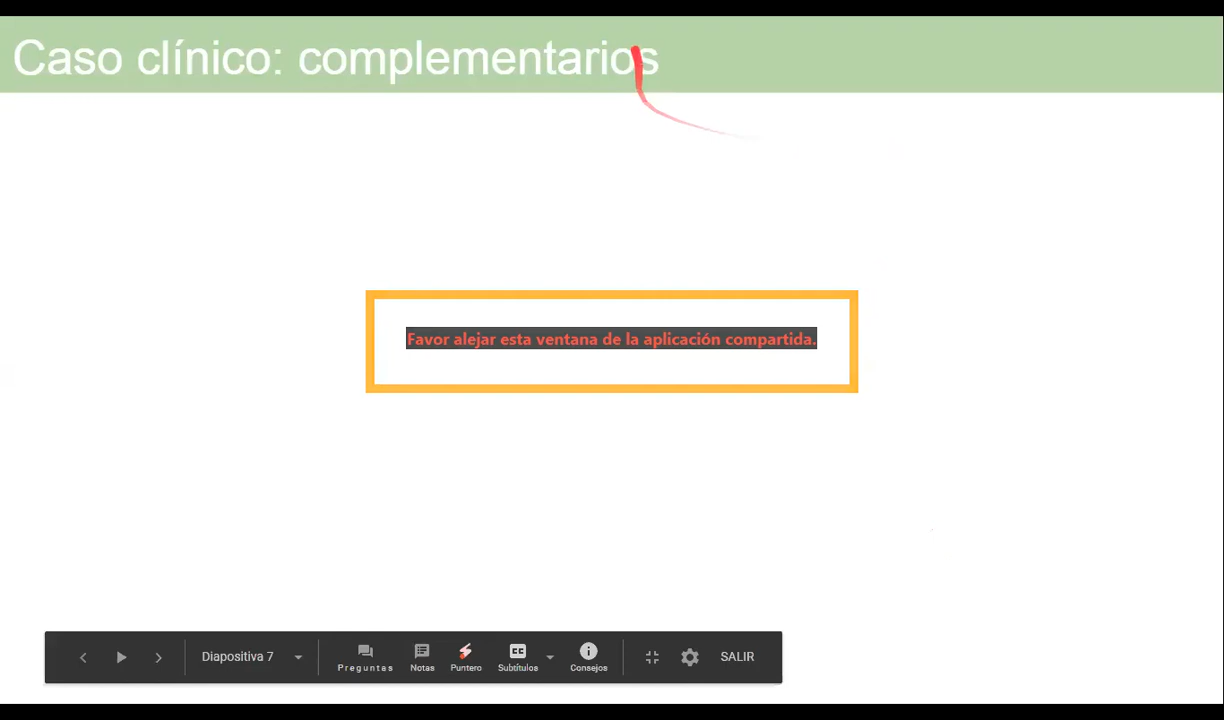 Caso clínico: complementarios
Favor alejar esta ventana de la aplicación compartida.
Diapositiva 7
Preguntas
Notas
Puntero
Subtítulos
Consejos
SALIR